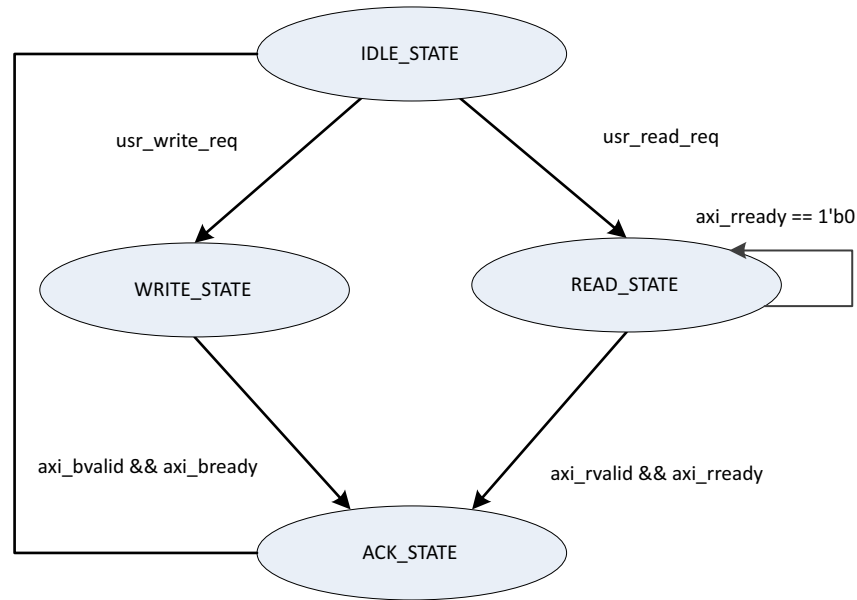 IDLE_STATE
usr_write_req
usr_read_req
axi_rready == 1'b0
WRITE_STATE
READ_STATE
axi_bvalid && axi_bready
axi_rvalid && axi_rready
ACK_STATE